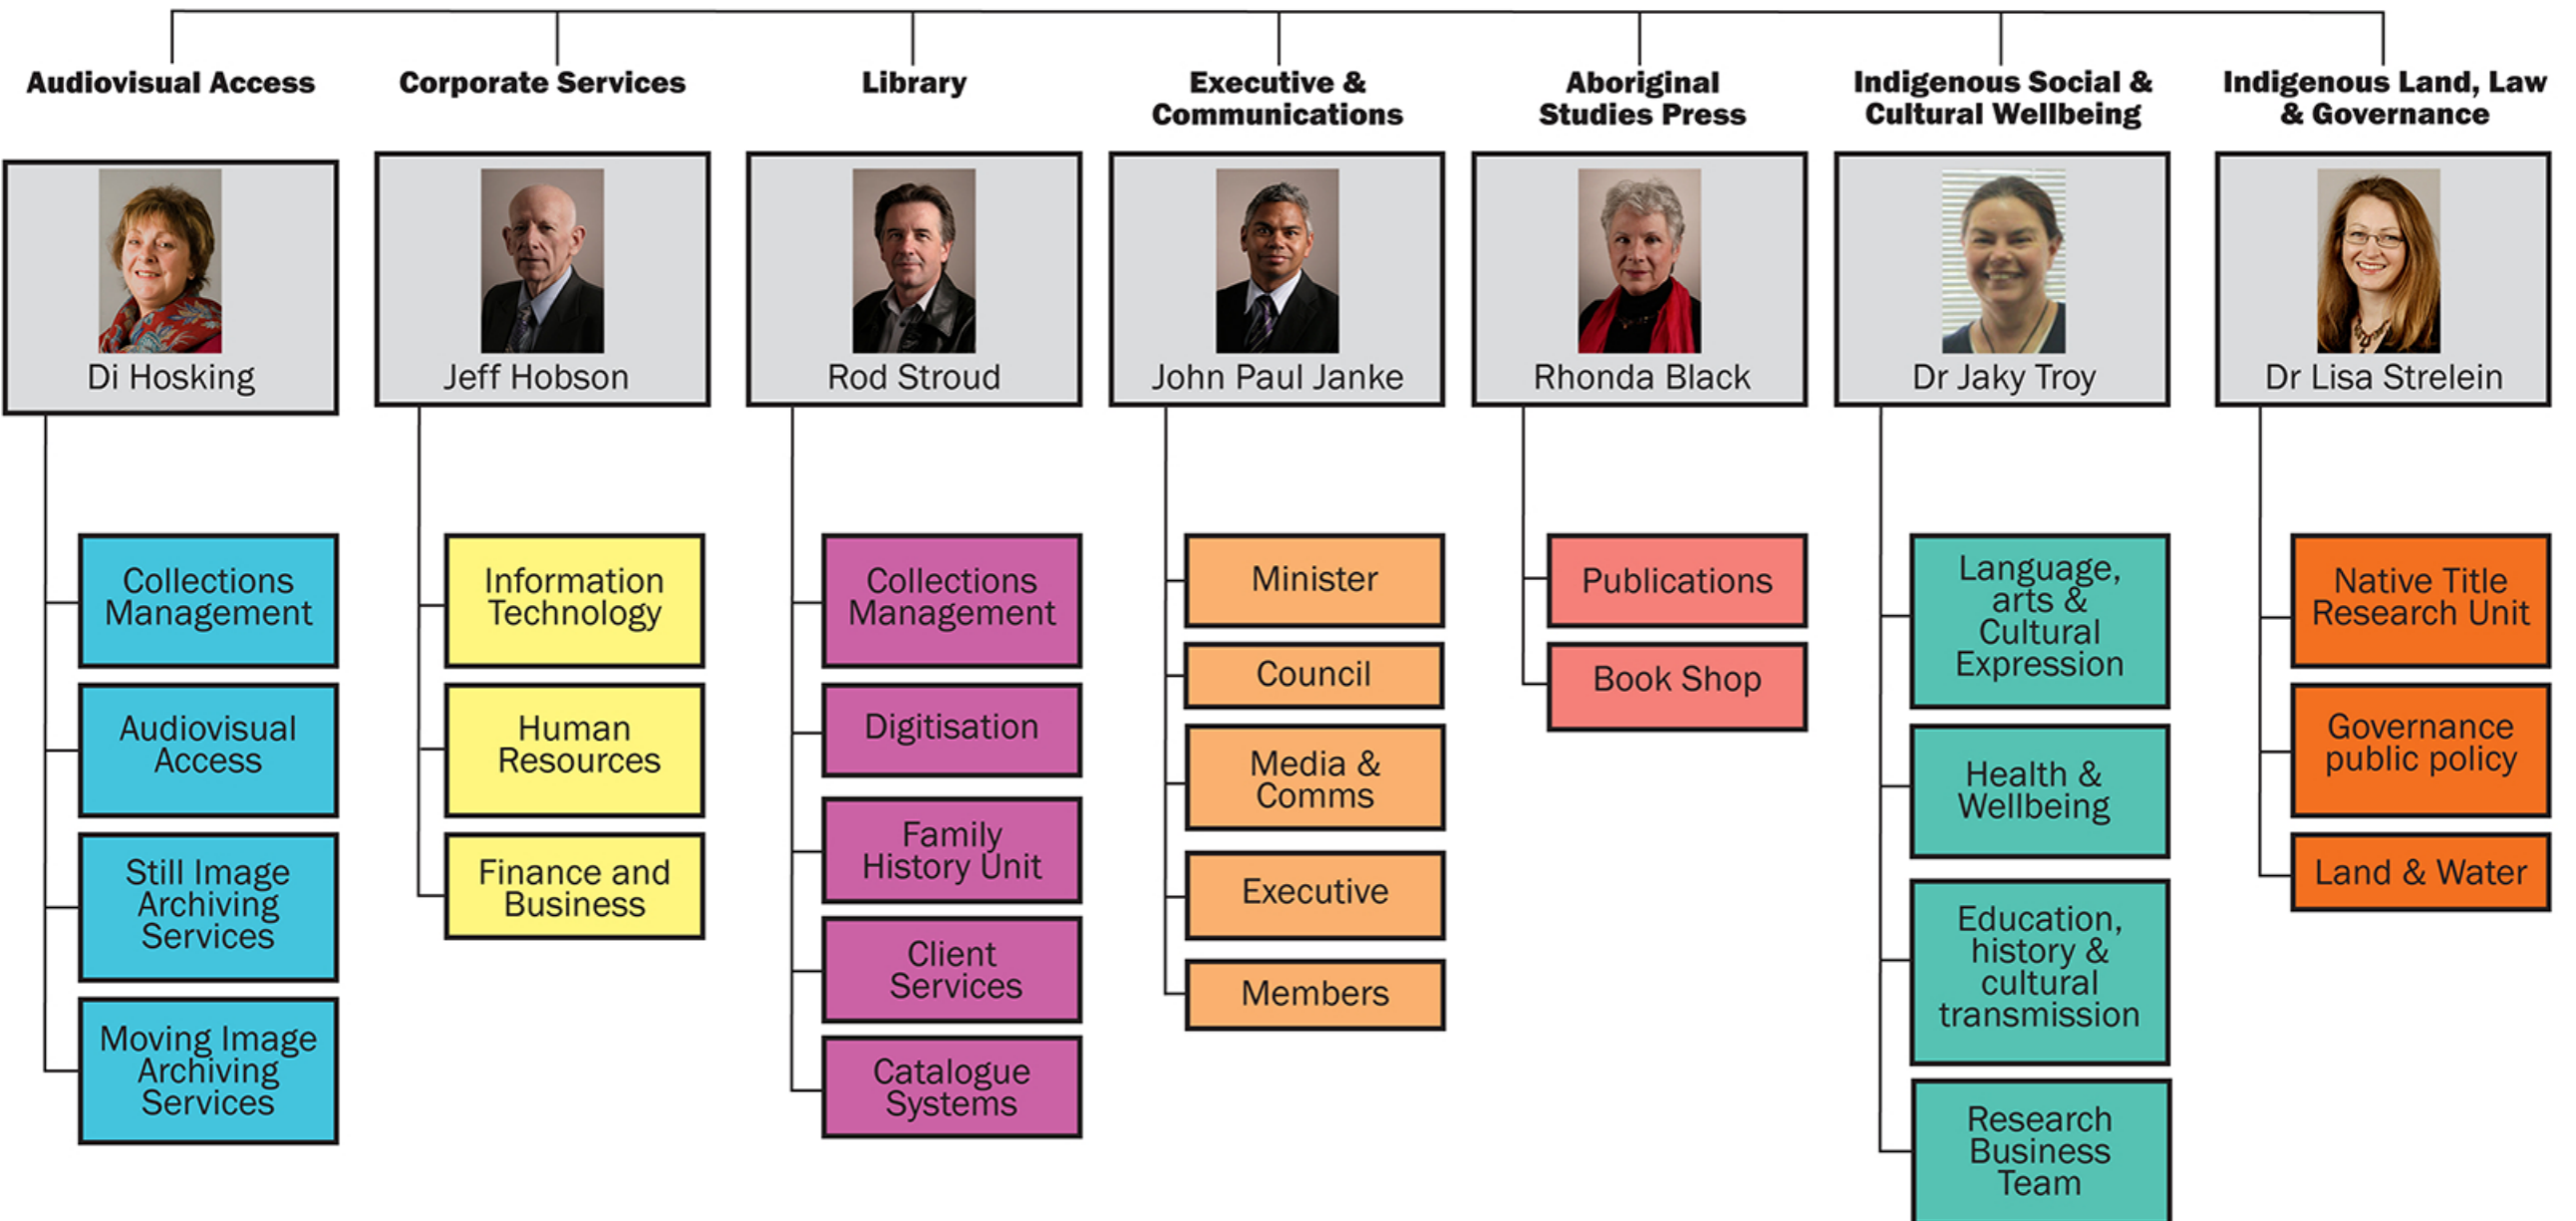 Audiovisual Access
Corporate Services
Library
Executive &
Communications
Aboriginal
Studies Press
Indigenous Social &
Cultural Wellbeing
Indigenous Land, Law
& Governance
Di Hosking
Jeff Hobson
Rod Stroud
John Paul Janke
Rhonda Black
Dr Jaky Troy
Dr Lisa Strelein
Collections
Management
Audiovisual
Access
Still Image
Archiving
Services
Moving Image
Archiving
Services
Information
Technology
Human
Resources
Finance and
Business
Collections
Management
Digitisation
Family
History Unit
Client
Services
Catalogue
Systems
Minister
Council
Media &
Comms
Executive
Members
Publications
Book Shop
Language,
arts &
Cultural
Expression
Health &
Wellbeing
Education,
history &
cultural
transmission
Research
Business
Team
Native Title
Research Unit
Governance
public policy
Land & Water